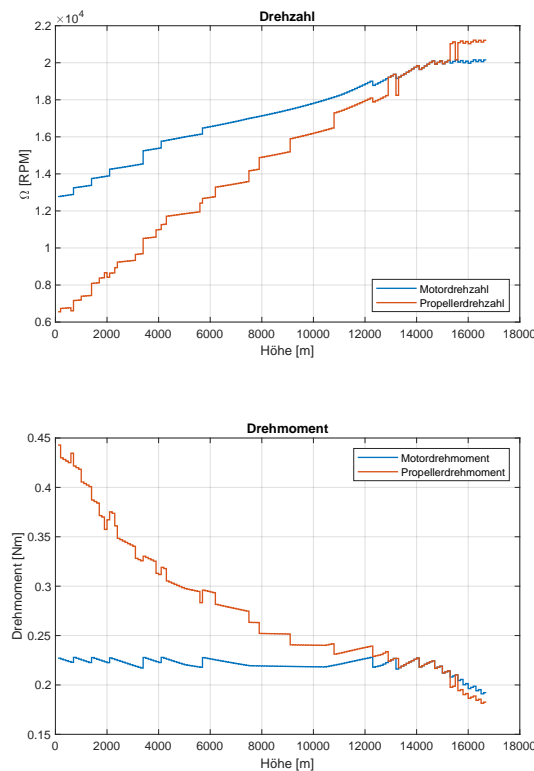 Drehzahl
2.2 ×10⁴
2
1.8
1.6
1.4
1.2
1
0.8
0.6
Ω [RPM]
Motordrehzahl
Propellerdrehzahl
0 2000 4000 6000 8000 10000 12000 14000 16000 18000
Höhe [m]
Drehmoment
0.45
0.4
0.35
0.3
0.25
0.2
0.15
Drehmoment [Nm]
Motordrehmoment
Propellerdrehmoment
0 2000 4000 6000 8000 10000 12000 14000 16000 18000
Höhe [m]